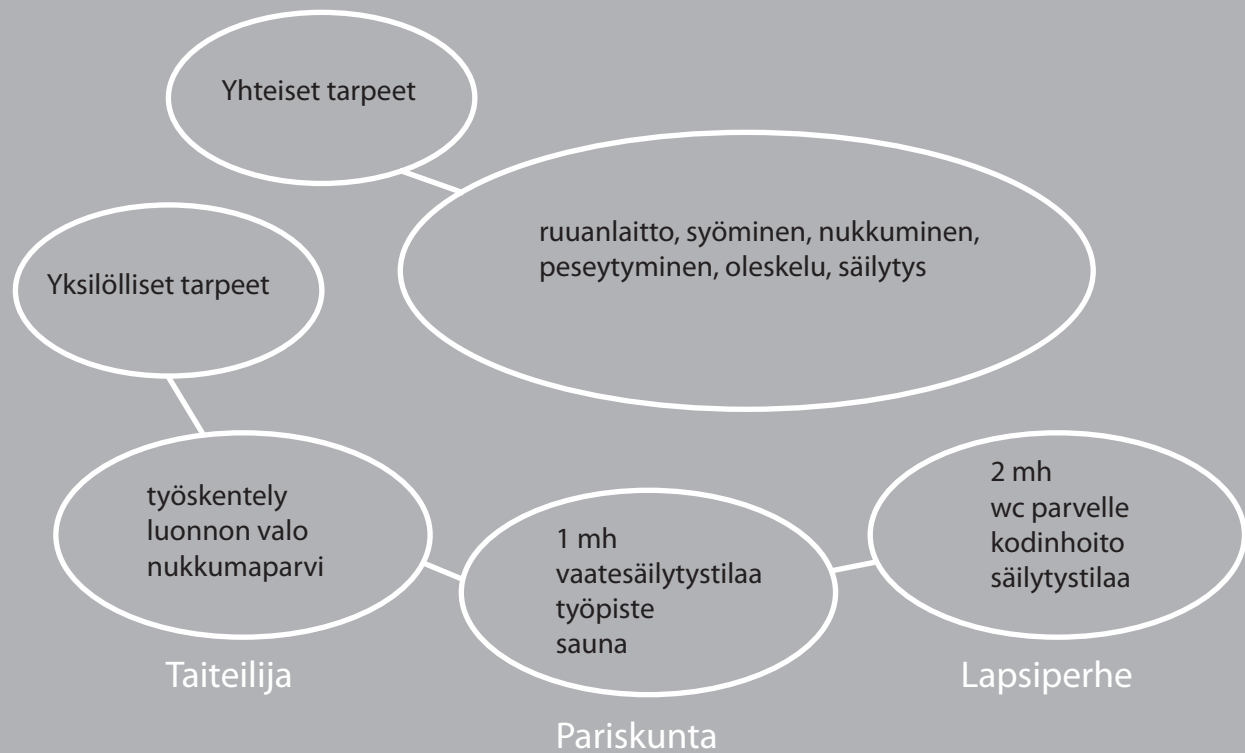 Yhteiset tarpeet
ruuanlaitto, syöminen, nukkuminen,
peseytyminen, oleskelu, säilytys
Yksilölliset tarpeet
työskentely
luonnon valo
nukkumaparvi
Taiteilija
1 mh
vaatesäilytystilaa
työpiste
sauna
Pariskunta
2 mh
wc parvelle
kodinhoito
säilytystilaa
Lapsiperhe